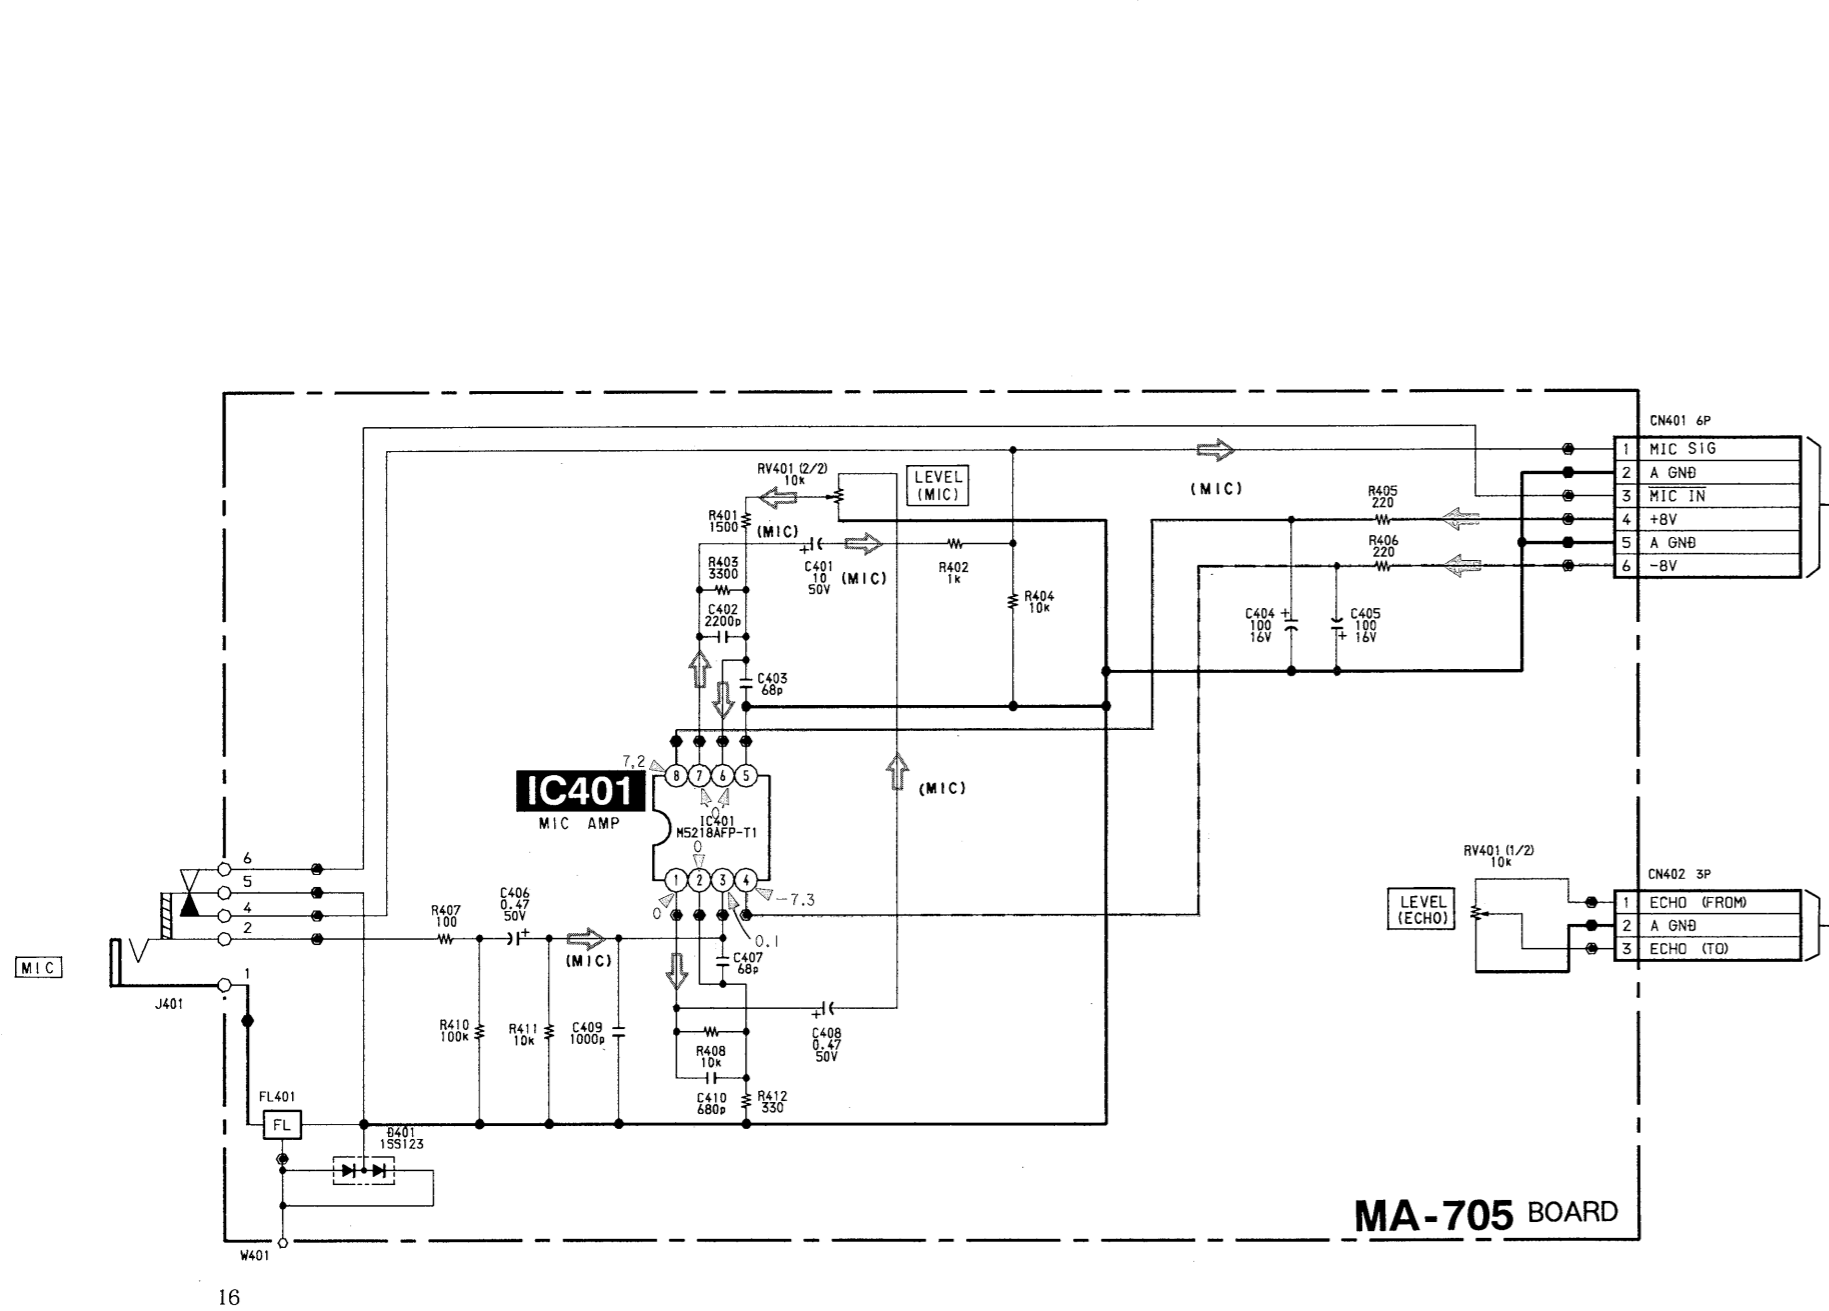 CN401 6P
1 MIC SIG
2 A GND
3 MIC IN
4 +8V
5 A GND
6 -8V
RV401 (2/2)
10k
LEVEL
(MIC)
(MIC)
R405
220
R406
220
R401
1500
(MIC)
R403
3300
+
C401
10
50V
(MIC)
R402
1k
C402
2200p
R404
10k
C404 +
100
16V
C405
100
+ 16V
C403
68p
7.2
8 7 6 5
IC401
MIC AMP
0
IC401
M5218AFP-T1
0
(MIC)
1 2 3 4
-7.3
0
0.1
RV401 (1/2)
10k
LEVEL
(ECHO)
CN402 3P
1 ECHO (FROM)
2 A GND
3 ECHO (TO)
6
5
4
2
1
MIC
J401
R407
100
C406
0.47
50V
+
(MIC)
C407
68p
R410
100k
R411
10k
C409
1000p
+
C408
0.47
50V
R408
10k
C410
680p
R412
330
FL401
FL
D401
1SS123
W401
MA-705 BOARD
16